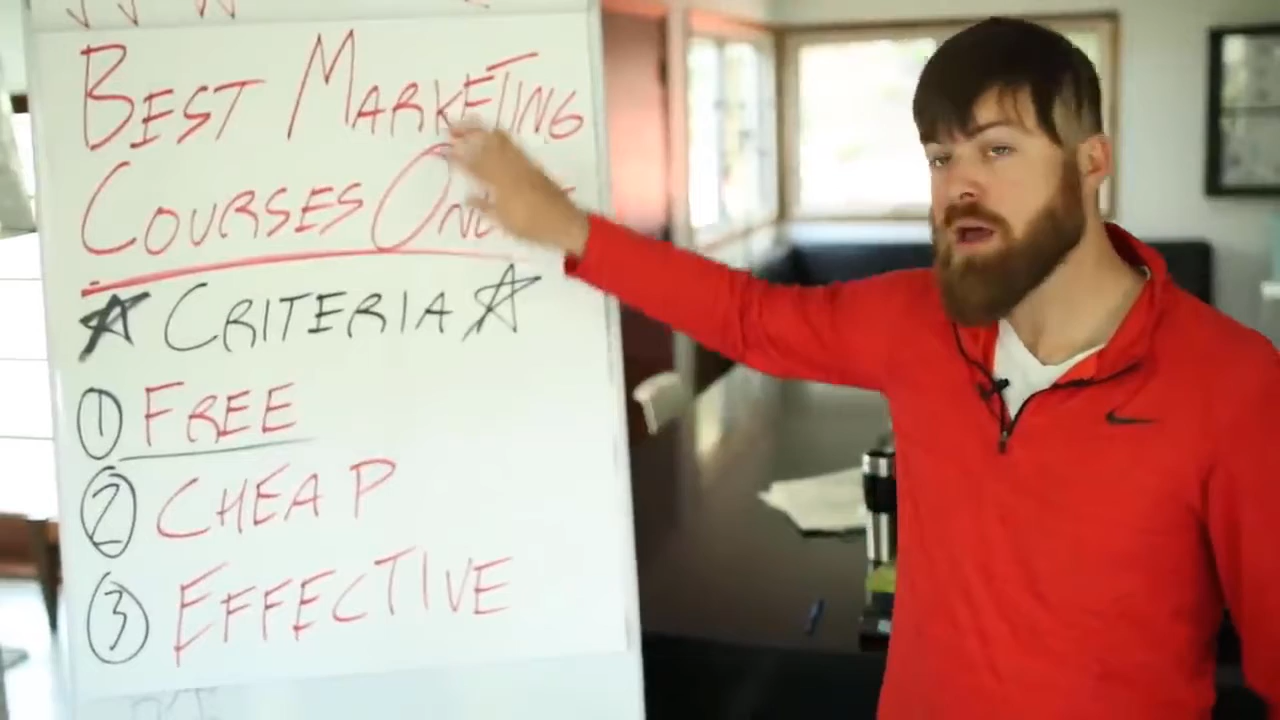 BEST MARKETING
COURSES
★ CRITERIA ★
① FREE
② CHEAP
③ EFFECTIVE